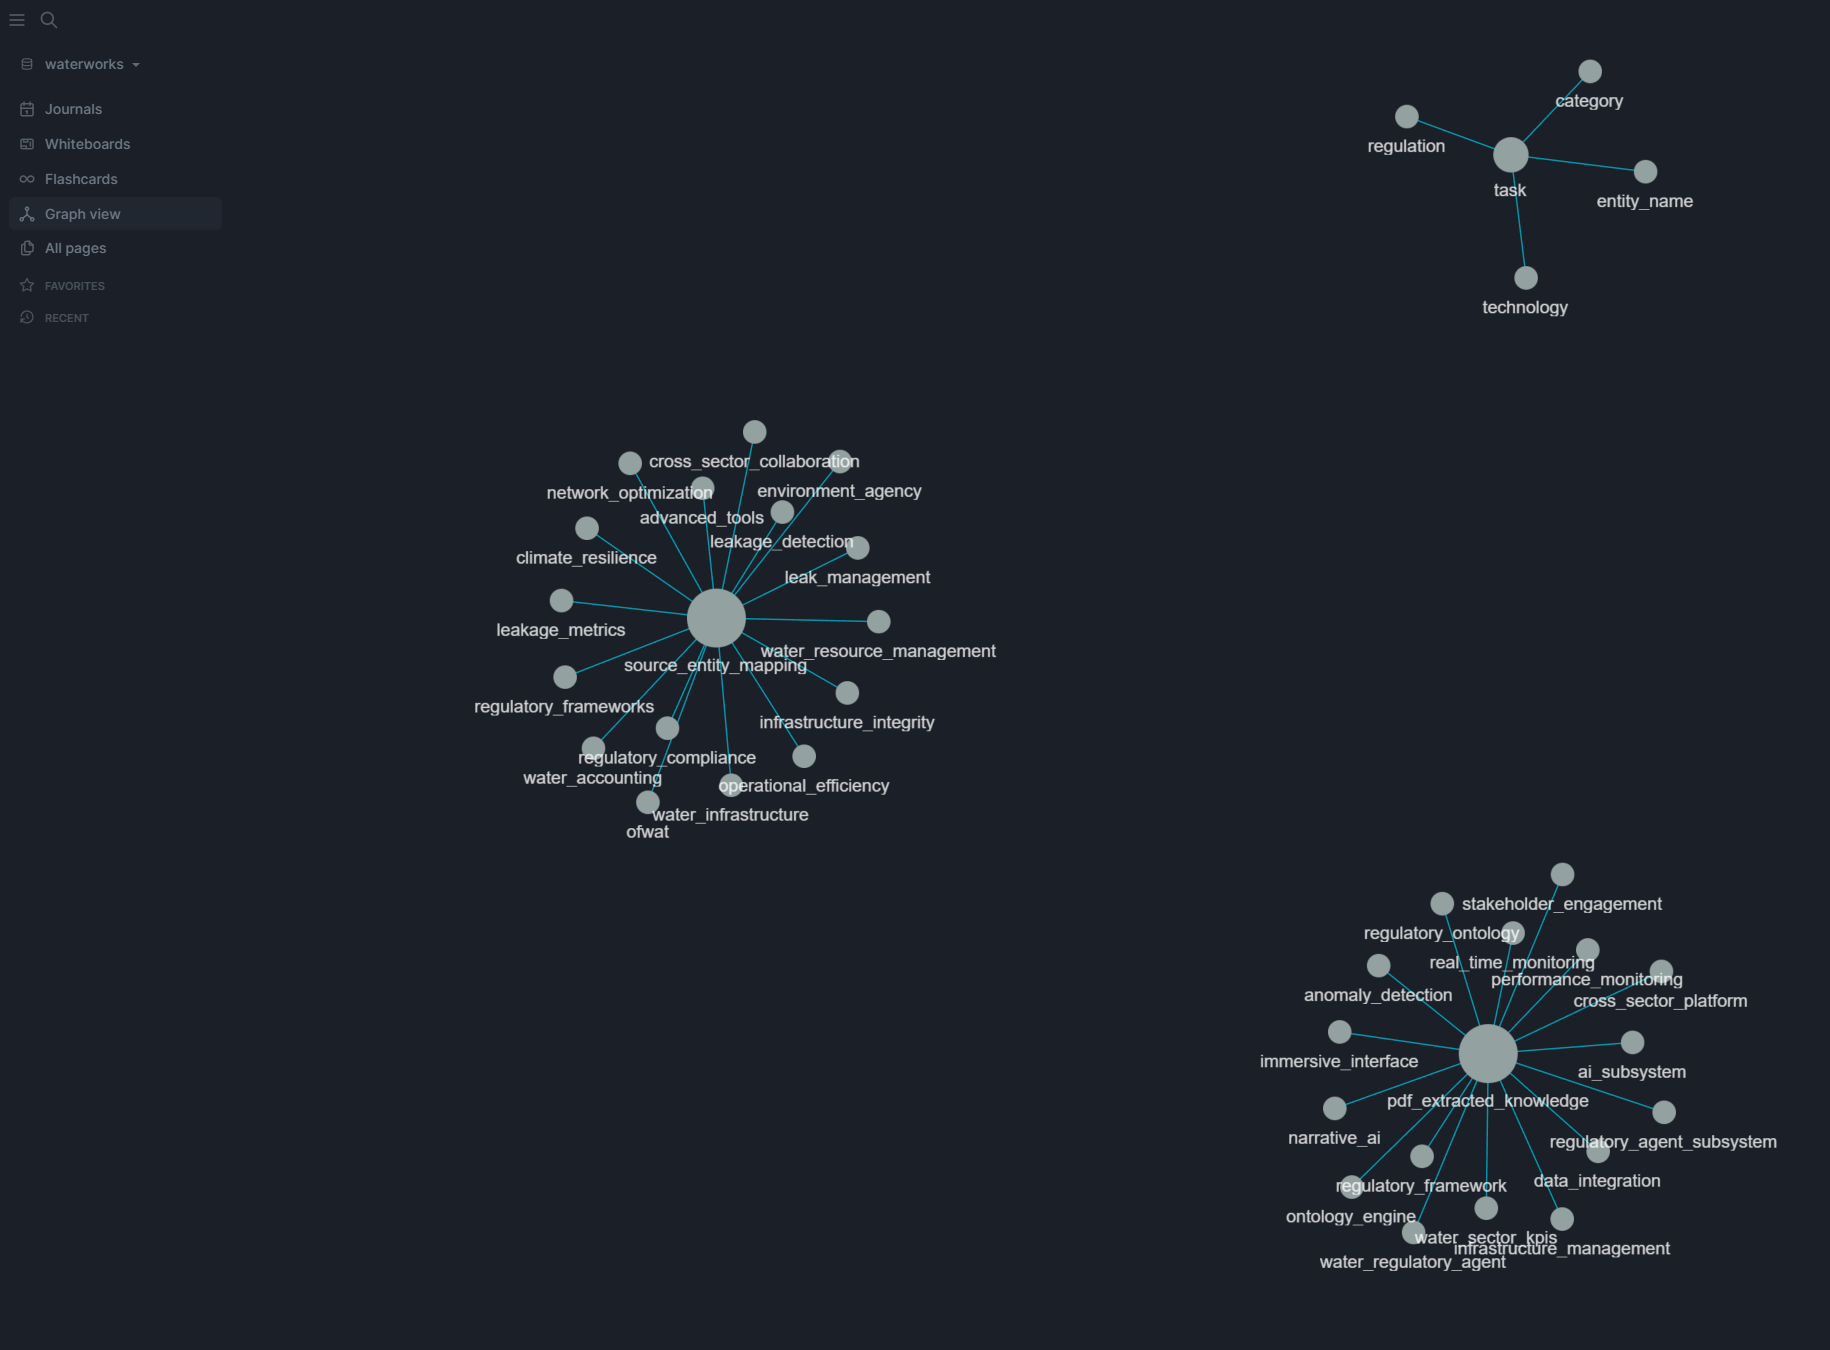 waterworks
Journals
Whiteboards
Flashcards
Graph view
All pages
FAVORITES
RECENT
category
regulation
task
entity_name
technology
cross_sector_collaboration
environment_agency
network_optimization
advanced_tools
leakage_detection
climate_resilience
leak_management
leakage_metrics
water_resource_management
source_entity_mapping
regulatory_frameworks
infrastructure_integrity
regulatory_compliance
water_accounting
operational_efficiency
water_infrastructure
ofwat
stakeholder_engagement
regulatory_ontology
real_time_monitoring
performance_monitoring
anomaly_detection
cross_sector_platform
immersive_interface
ai_subsystem
pdf_extracted_knowledge
narrative_ai
regulatory_agent_subsystem
regulatory_framework
data_integration
ontology_engine
water_sector_kpis
infrastructure_management
water_regulatory_agent